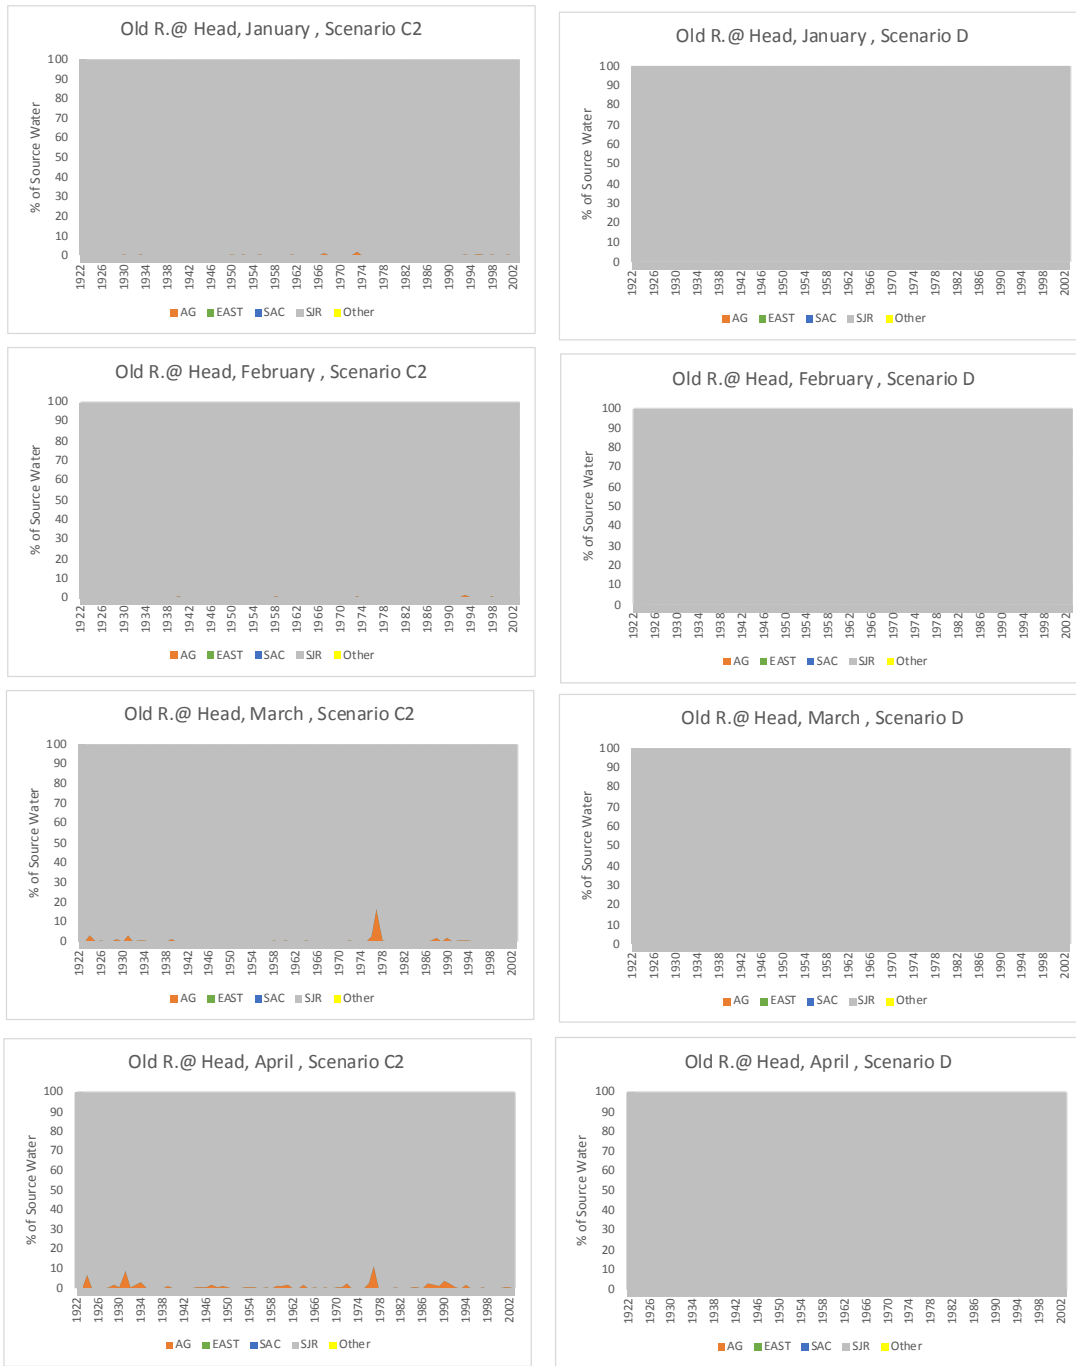 Old R.@ Head, January , Scenario C2
% of Source Water
100
90
80
70
60
50
40
30
20
10
0
1922 1926 1930 1934 1938 1942 1946 1950 1954 1958 1962 1966 1970 1974 1978 1982 1986 1990 1994 1998 2002
AG EAST SAC SJR Other
Old R.@ Head, January , Scenario D
% of Source Water
100
90
80
70
60
50
40
30
20
10
0
1922 1926 1930 1934 1938 1942 1946 1950 1954 1958 1962 1966 1970 1974 1978 1982 1986 1990 1994 1998 2002
AG EAST SAC SJR Other
Old R.@ Head, February , Scenario C2
% of Source Water
100
90
80
70
60
50
40
30
20
10
0
1922 1926 1930 1934 1938 1942 1946 1950 1954 1958 1962 1966 1970 1974 1978 1982 1986 1990 1994 1998 2002
AG EAST SAC SJR Other
Old R.@ Head, February , Scenario D
% of Source Water
100
90
80
70
60
50
40
30
20
10
0
1922 1926 1930 1934 1938 1942 1946 1950 1954 1958 1962 1966 1970 1974 1978 1982 1986 1990 1994 1998 2002
AG EAST SAC SJR Other
Old R.@ Head, March , Scenario C2
% of Source Water
100
90
80
70
60
50
40
30
20
10
0
1922 1926 1930 1934 1938 1942 1946 1950 1954 1958 1962 1966 1970 1974 1978 1982 1986 1990 1994 1998 2002
AG EAST SAC SJR Other
Old R.@ Head, March , Scenario D
% of Source Water
100
90
80
70
60
50
40
30
20
10
0
1922 1926 1930 1934 1938 1942 1946 1950 1954 1958 1962 1966 1970 1974 1978 1982 1986 1990 1994 1998 2002
AG EAST SAC SJR Other
Old R.@ Head, April , Scenario C2
% of Source Water
100
90
80
70
60
50
40
30
20
10
0
1922 1926 1930 1934 1938 1942 1946 1950 1954 1958 1962 1966 1970 1974 1978 1982 1986 1990 1994 1998 2002
AG EAST SAC SJR Other
Old R.@ Head, April , Scenario D
% of Source Water
100
90
80
70
60
50
40
30
20
10
0
1922 1926 1930 1934 1938 1942 1946 1950 1954 1958 1962 1966 1970 1974 1978 1982 1986 1990 1994 1998 2002
AG EAST SAC SJR Other